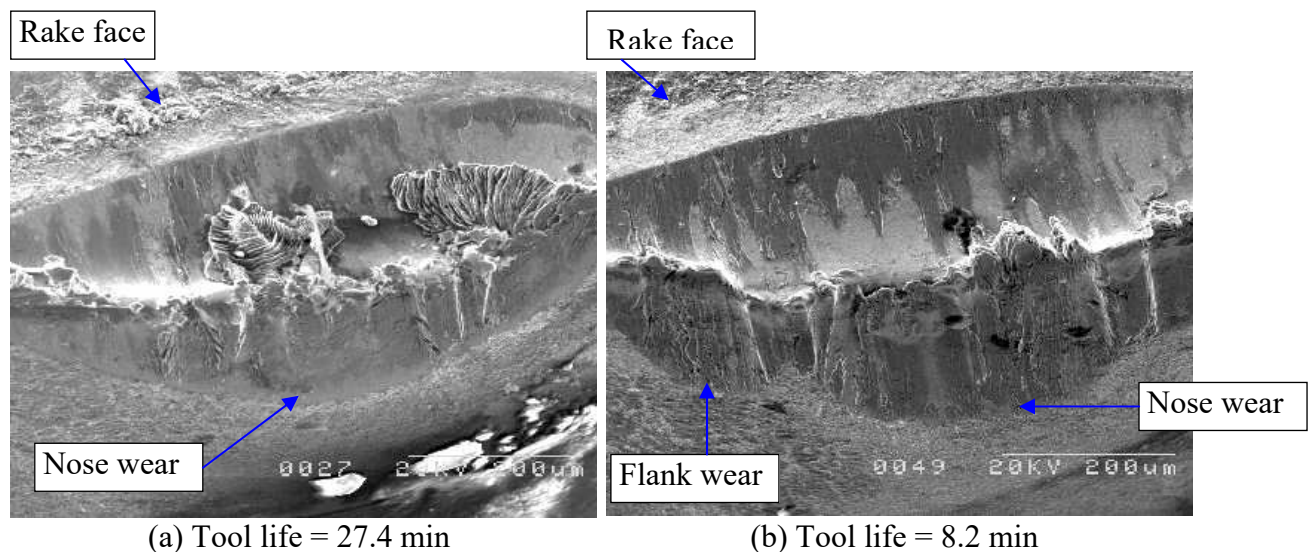 Rake face
Rake face
Nose wear
0027 20KV 200um
Flank wear
Nose wear
0049 20KV 200um
(a) Tool life = 27.4 min
(b) Tool life = 8.2 min